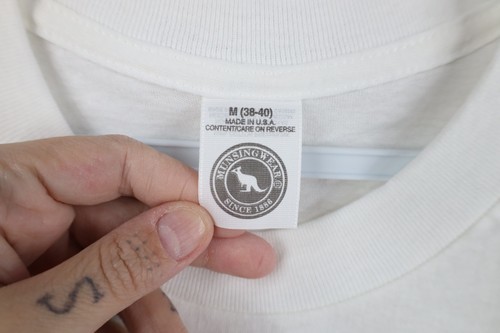 M (38-40)
MADE IN U.S.A.
CONTENT/CARE ON REVERSE
MUNSINGWEAR
SINCE 1886
S